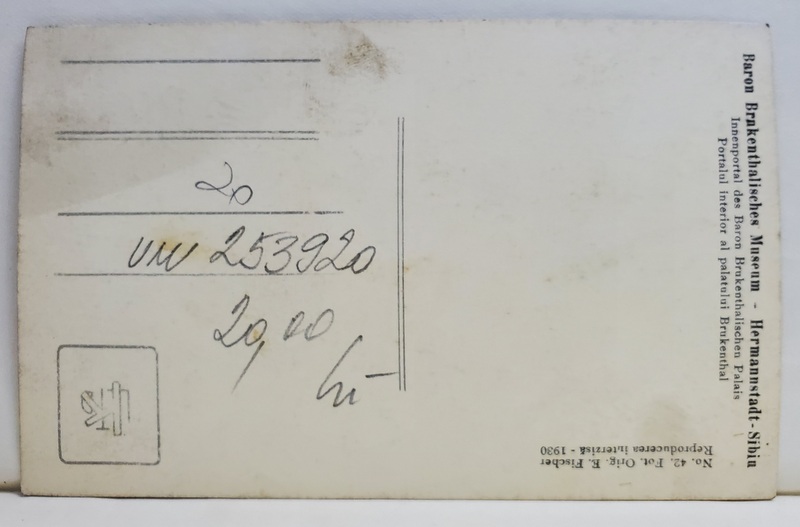 Baron Brukenthalisches Museum - Hermannstadt-Sibiu
Innenportal des Baron Brukenthalischen Palais
Portalul interior al palatului Brukenthal
No. 42. Fot. Orig. E. Fischer
Reproducerea interzisă - 1930
20
253920
20,00